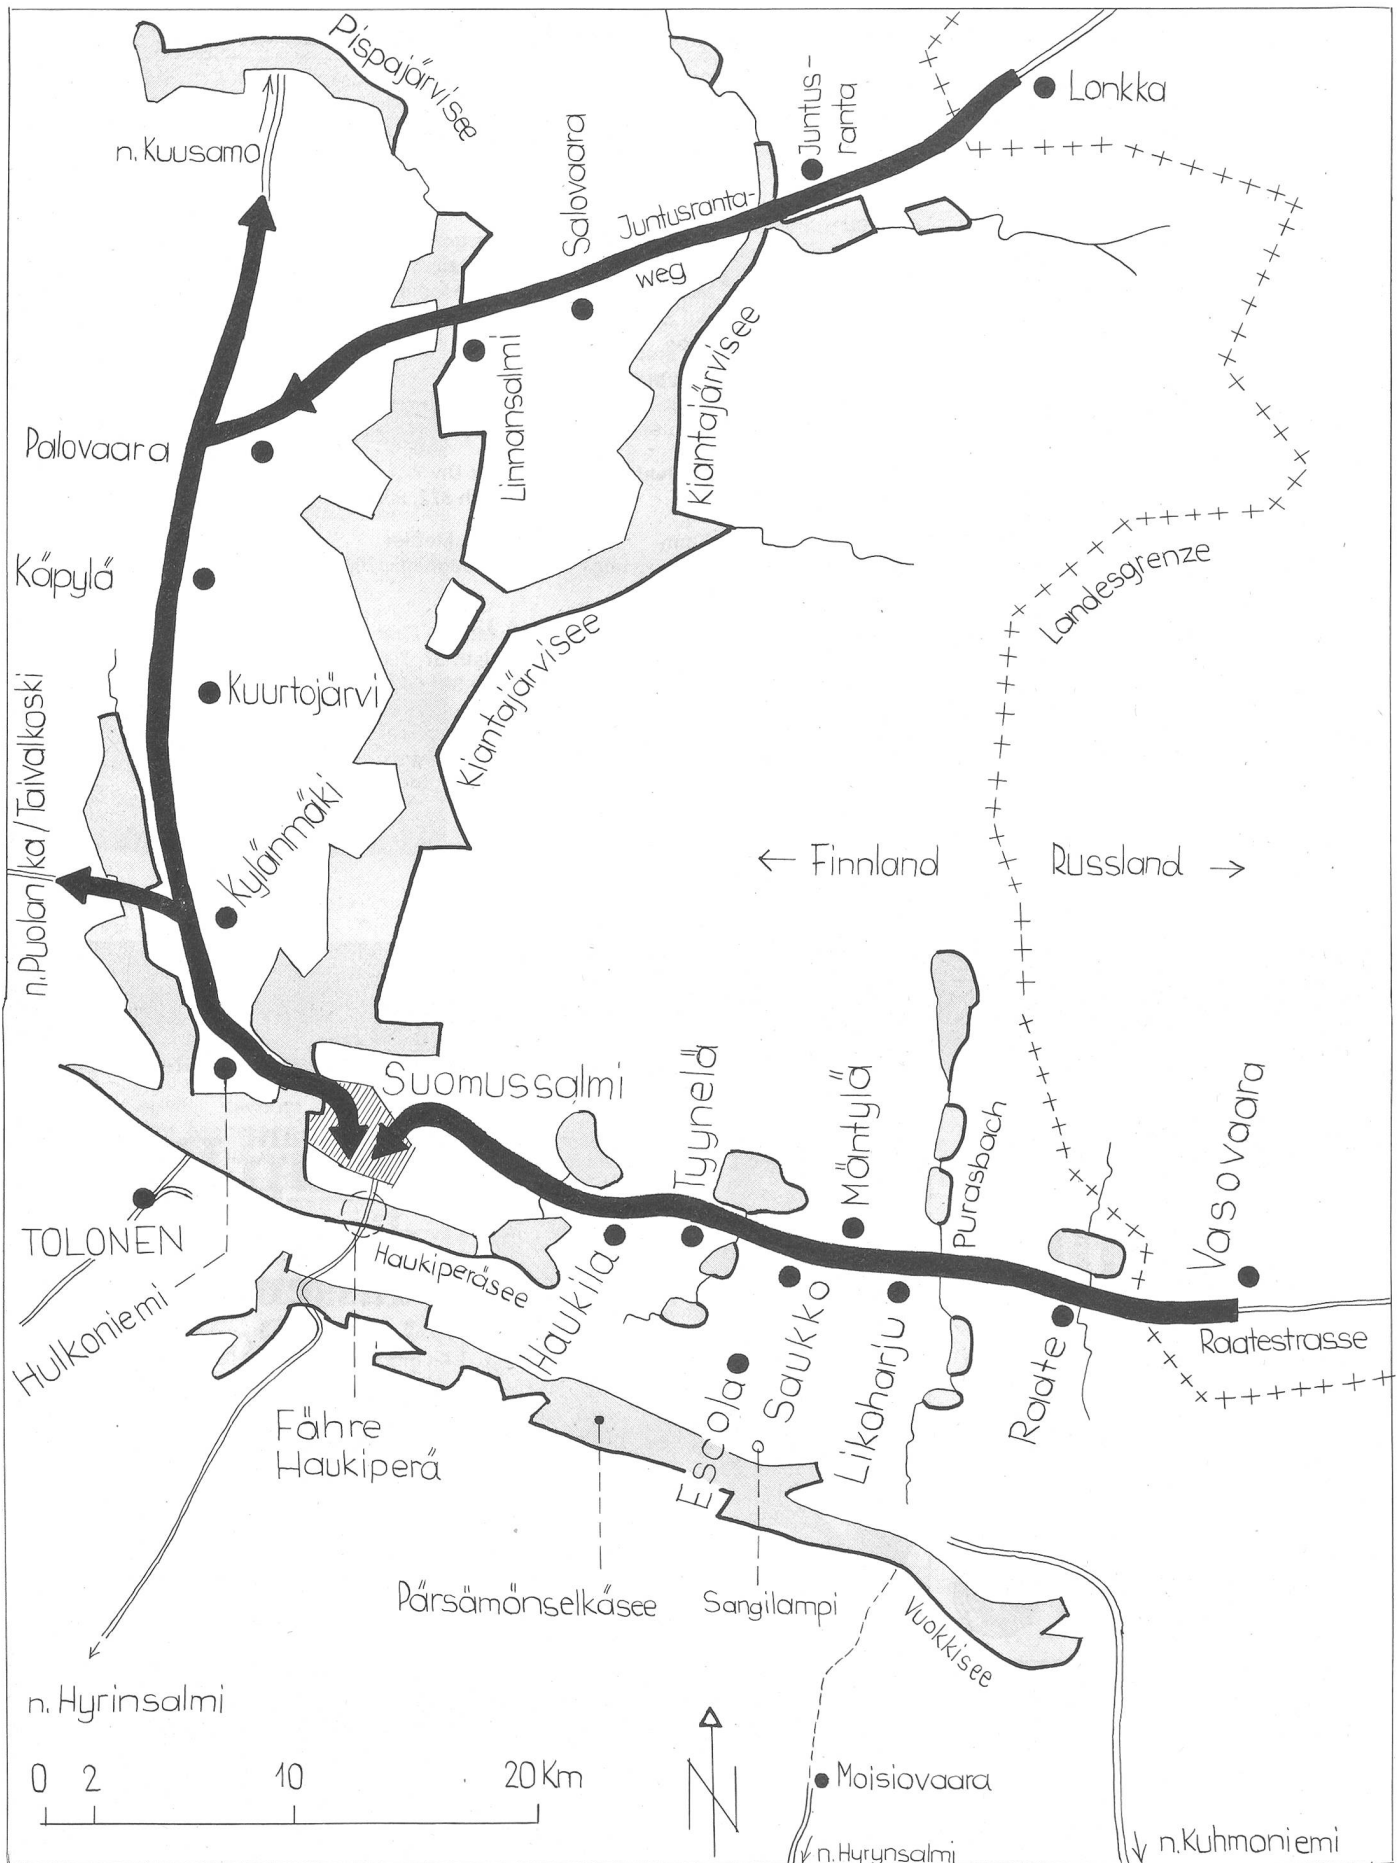 Pispajärvisee
Lonkka
Juntus-
ranta
n. Kuusamo
Salovaara
Juntusranta-
weg
Kiantajärvisee
Linnansalmi
Palovaara
Käpylä
Landesgrenze
Kiantajärvisee
Kuurtojärvi
n. Puolanka/Taivalkoski
Kylänmäki
← Finnland
Russland →
Suomussalmi
Tyynelä
Mäntylä
Purasbach
Vasovaara
TOLONEN
Haukiperäsee
Hulkoniemi
Haukila
Saukko
Likoharju
Raate
Raatestrasse
Fähre
Haukiperä
Escola
Pärsämönselkäsee
Sangilampi
Vuokkisee
n. Hyrinsalmi
0 2 10 20 Km
N
Moisiovaara
n. Hyrynsalmi
n. Kuhmoniemi